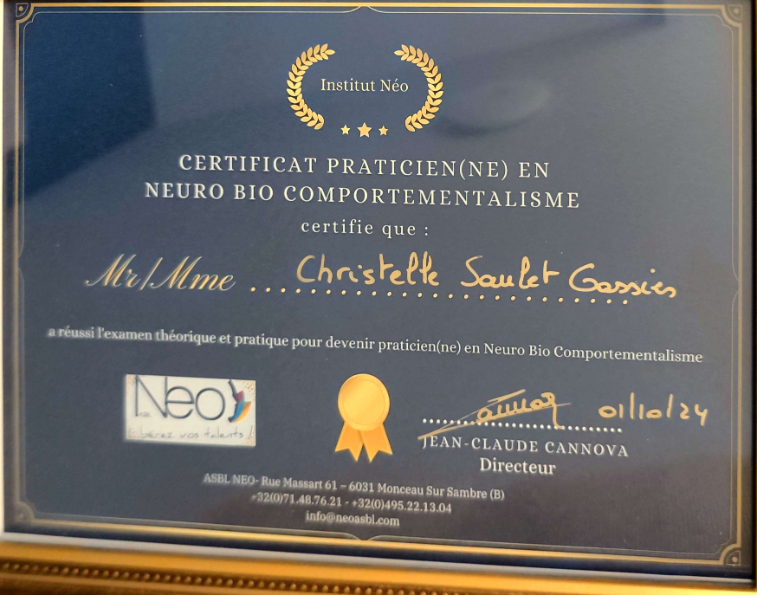 Institut Néo
CERTIFICAT PRATICIEN(NE) EN
NEURO BIO COMPORTEMENTALISME
certifie que :
Mr/Mme Christelle Saulet Gassies
a réussi l'examen théorique et pratique pour devenir praticien(ne) en Neuro Bio Comportementalisme
Neo
Libérez vos talents !
01/10/24
JEAN-CLAUDE CANNOVA
Directeur
ASBL NEO- Rue Massart 61 – 6031 Monceau Sur Sambre (B)
+32(0)71.48.76.21 - +32(0)495.22.13.04
info@neoasbl.com